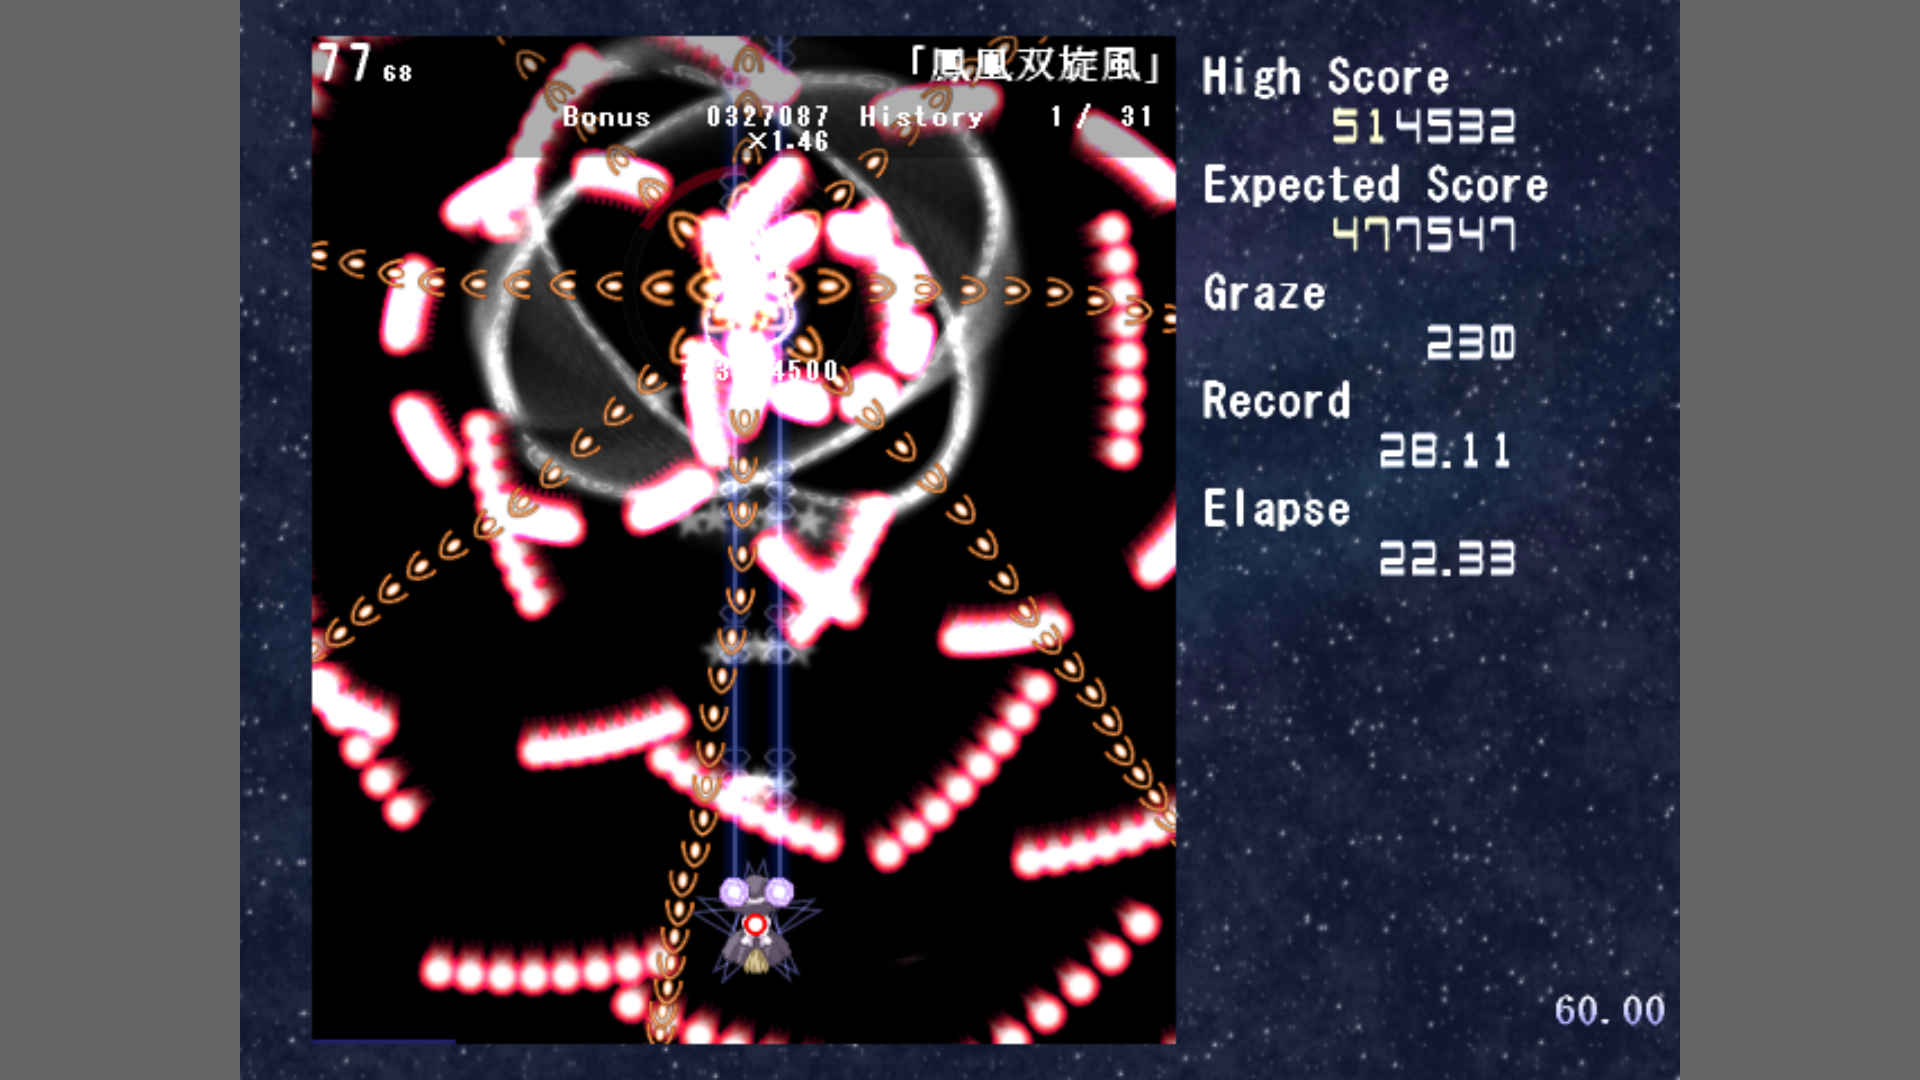 77 68
「鳳凰双旋風」
Bonus 0327087 History 1 / 31
×1.46
4500
High Score
514532
Expected Score
477547
Graze
230
Record
28.11
Elapse
22.33
60.00